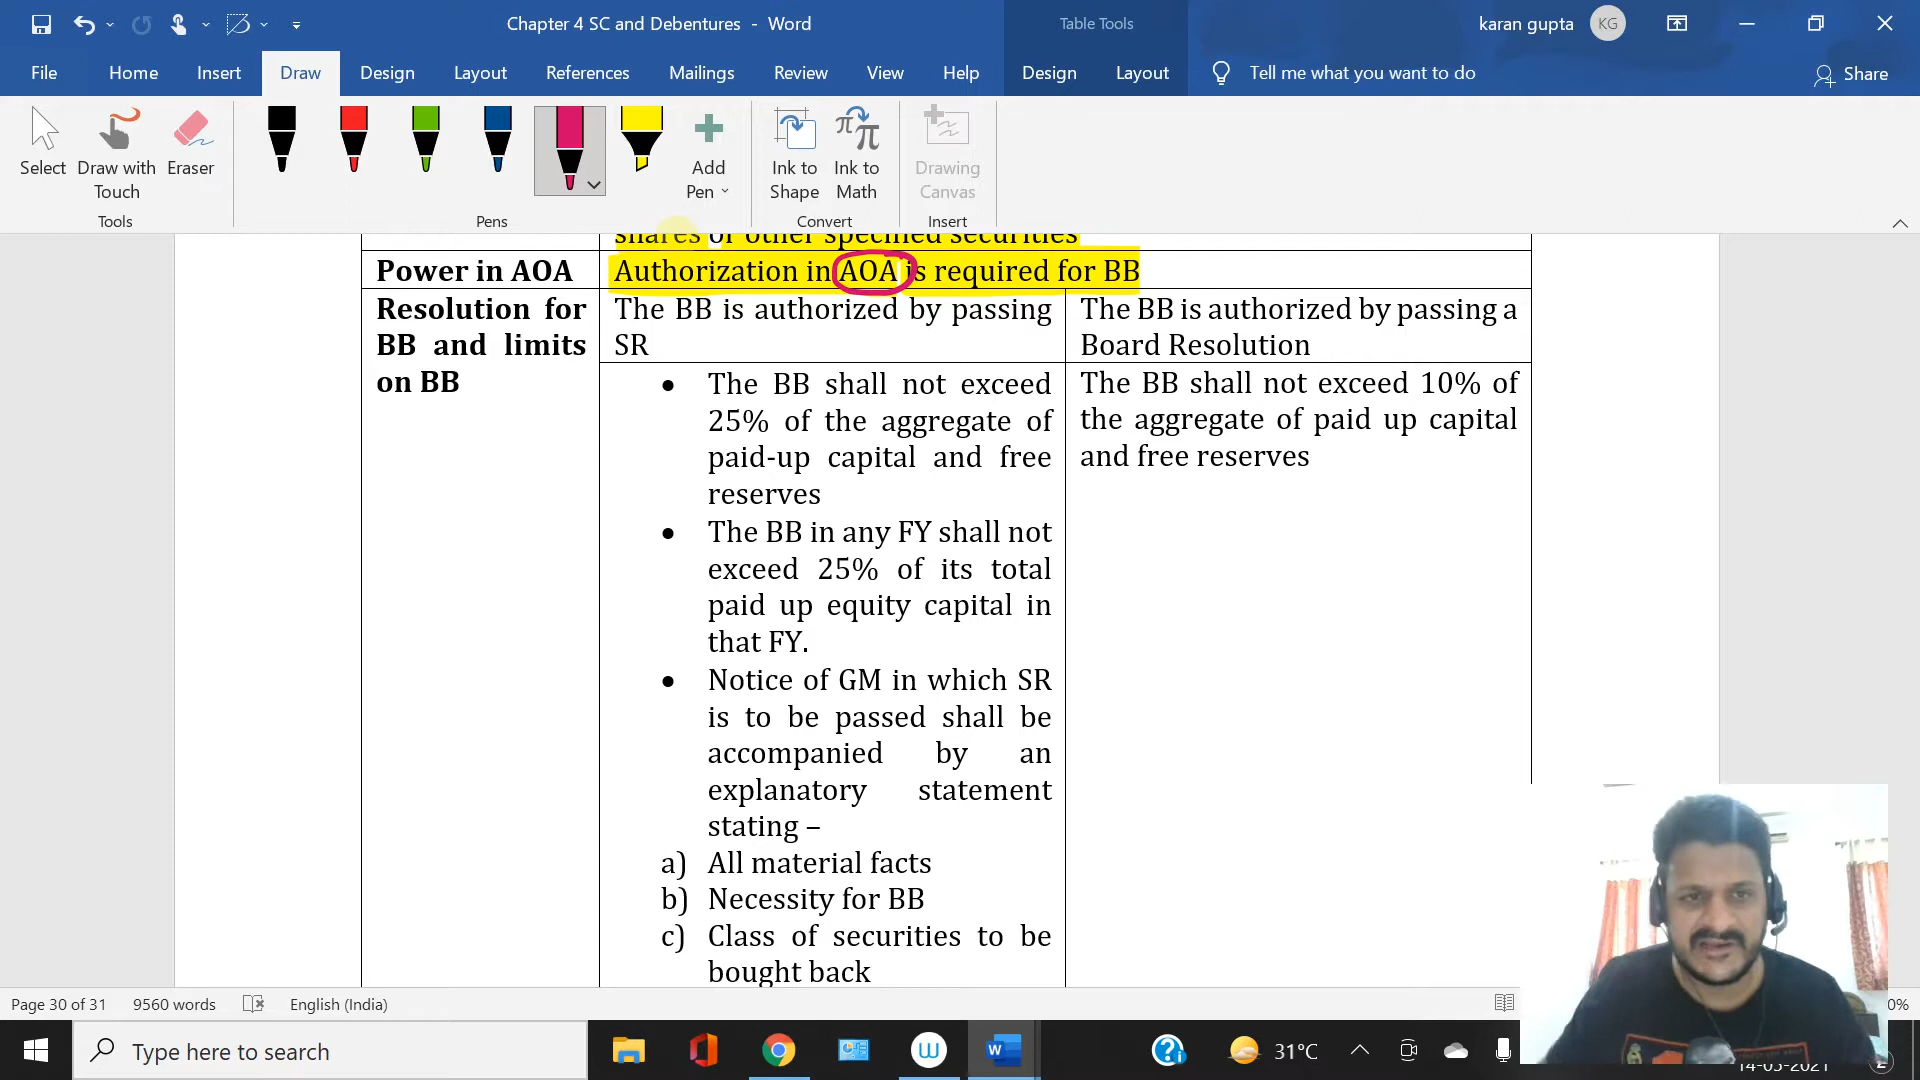 Chapter 4 SC and Debentures - Word
Table Tools
karan gupta
KG
File Home Insert Draw Design Layout References Mailings Review View Help Design Layout Tell me what you want to do Share
Select Draw with Touch Eraser Add Pen Ink to Shape Ink to Math Drawing Canvas
Tools Pens Convert Insert
shares or other specified securities
Power in AOA Authorization in AOA is required for BB
Resolution for
BB and limits
on BB
The BB is authorized by passing
SR
The BB is authorized by passing a
Board Resolution
• The BB shall not exceed
25% of the aggregate of
paid-up capital and free
reserves
• The BB in any FY shall not
exceed 25% of its total
paid up equity capital in
that FY.
• Notice of GM in which SR
is to be passed shall be
accompanied by an
explanatory statement
stating –
a) All material facts
b) Necessity for BB
c) Class of securities to be
bought back
The BB shall not exceed 10% of
the aggregate of paid up capital
and free reserves
Page 30 of 31 9560 words English (India)
0%
Type here to search
31°C
14-05-2021